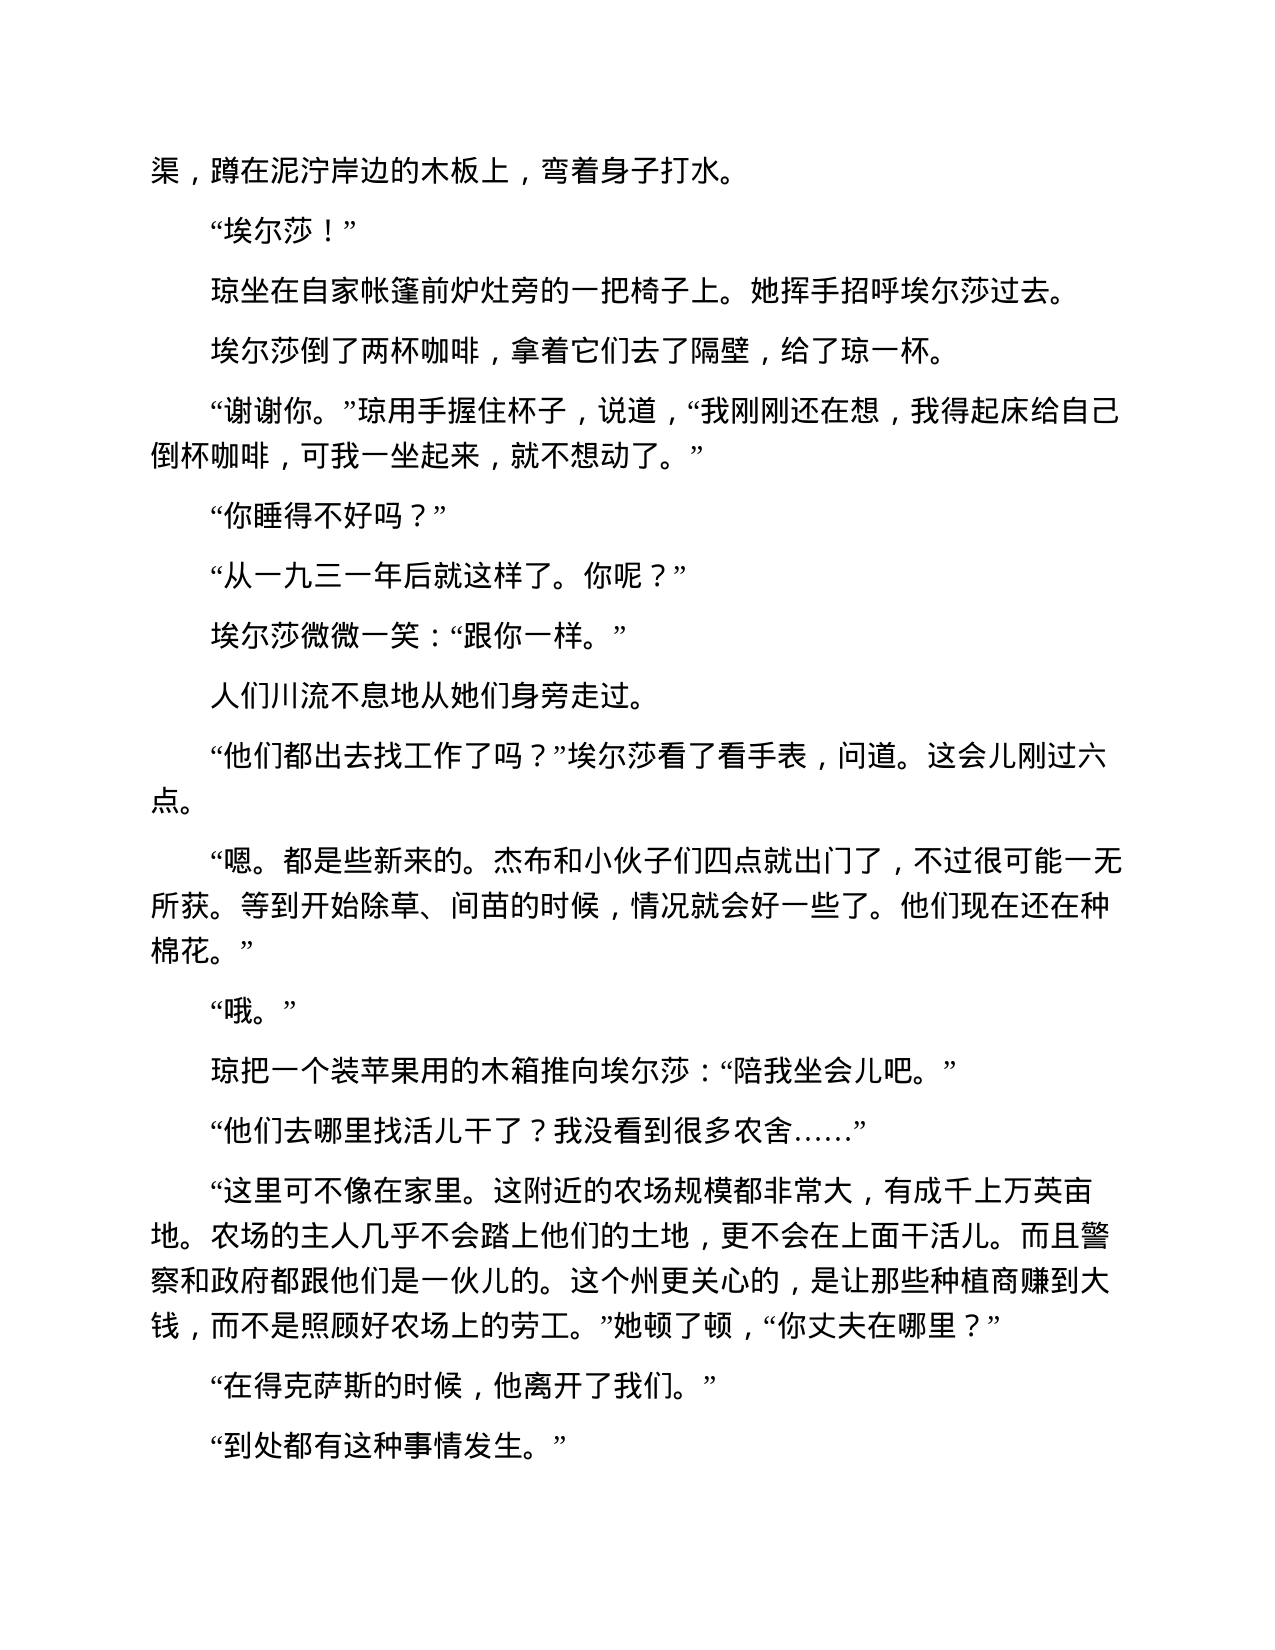 渠，蹲在泥泞岸边的木板上，弯着身子打水。
“埃尔莎！”
琼坐在自家帐篷前炉灶旁的一把椅子上。她挥手招呼埃尔莎过去。
埃尔莎倒了两杯咖啡，拿着它们去了隔壁，给了琼一杯。
“谢谢你。”琼用手握住杯子，说道，“我刚刚还在想，我得起床给自己
倒杯咖啡，可我一坐起来，就不想动了。”
“你睡得不好吗？”
“从一九三一年后就这样了。你呢？”
埃尔莎微微一笑：“跟你一样。”
人们川流不息地从她们身旁走过。
“他们都出去找工作了吗？”埃尔莎看了看手表，问道。这会儿刚过六
点。
“嗯。都是些新来的。杰布和小伙子们四点就出门了，不过很可能一无
所获。等到开始除草、间苗的时候，情况就会好一些了。他们现在还在种
棉花。”
“哦。”
琼把一个装苹果用的木箱推向埃尔莎：“陪我坐会儿吧。”
“他们去哪里找活儿干了？我没看到很多农舍……”
“这里可不像在家里。这附近的农场规模都非常大，有成千上万英亩
地。农场的主人几乎不会踏上他们的土地，更不会在上面干活儿。而且警
察和政府都跟他们是一伙儿的。这个州更关心的，是让那些种植商赚到大
钱，而不是照顾好农场上的劳工。”她顿了顿，“你丈夫在哪里？”
“在得克萨斯的时候，他离开了我们。”
“到处都有这种事情发生。”